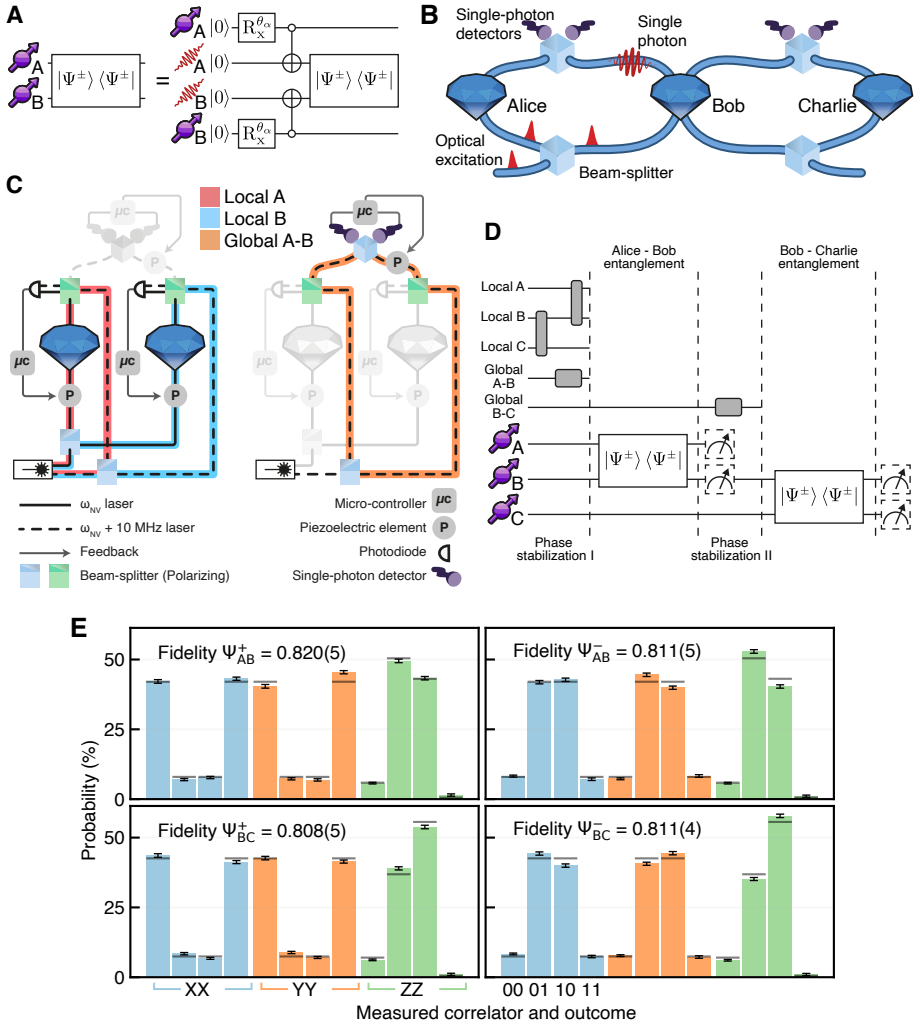 A
A |0⟩ R_x^{θ_α}
A
B
|Ψ^±⟩ ⟨Ψ^±|
=
A |0⟩
B |0⟩
|Ψ^±⟩ ⟨Ψ^±|
B |0⟩ R_x^{θ_α}
B
Single-photon
detectors
Single
photon
Alice
Bob
Charlie
Optical
excitation
Beam-splitter
C
Local A
Local B
Global A-B
μc
P
μc
μc
P
P
μc
P
μc
μc
P
P
ω_NV laser
ω_NV + 10 MHz laser
Feedback
Beam-splitter (Polarizing)
Micro-controller μc
Piezoelectric element P
Photodiode
Single-photon detector
D
Alice - Bob
entanglement
Bob - Charlie
entanglement
Local A
Local B
Local C
Global
A-B
Global
B-C
A
B
C
|Ψ^±⟩ ⟨Ψ^±|
|Ψ^±⟩ ⟨Ψ^±|
Phase
stabilization I
Phase
stabilization II
E
Probability (%)
50
25
0
Fidelity Ψ^+_AB = 0.820(5)
Fidelity Ψ^-_AB = 0.811(5)
50
25
0
Fidelity Ψ^+_BC = 0.808(5)
Fidelity Ψ^-_BC = 0.811(4)
XX YY ZZ
00 01 10 11
Measured correlator and outcome